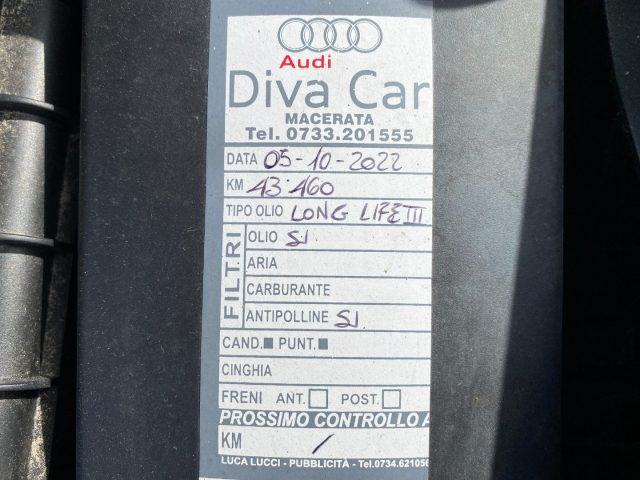 Audi
Diva Car
MACERATA
Tel. 0733.201555
DATA 05-10-2022
KM 43.460
TIPO OLIO LONG LIFE III
FILTRI
OLIO SI
ARIA
CARBURANTE
ANTIPOLLINE SI
CAND. PUNT.
CINGHIA
FRENI ANT. POST.
PROSSIMO CONTROLLO A
KM /
LUCA LUCCI - PUBBLICITÀ - Tel.0734.621056